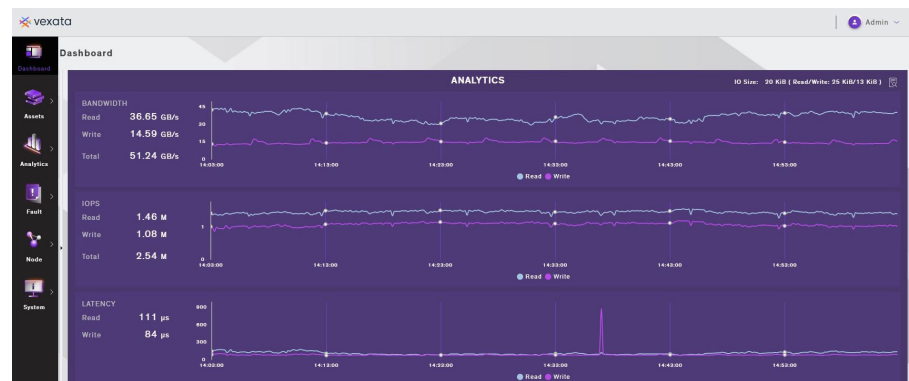 vexata
Admin
Dashboard
Dashboard
Assets
Analytics
Fault
Node
System
ANALYTICS
IO Size: 20 KiB ( Read/Write: 25 KiB/13 KiB )
BANDWIDTH
Read 36.65 GB/s
Write 14.59 GB/s
Total 51.24 GB/s
45
30
15
0
14:03:00 14:13:00 14:23:00 14:33:00 14:43:00 14:53:00
Read Write
IOPS
Read 1.46 M
Write 1.08 M
Total 2.54 M
1
0
14:03:00 14:13:00 14:23:00 14:33:00 14:43:00 14:53:00
Read Write
LATENCY
Read 111 µs
Write 84 µs
900
600
300
0
14:03:00 14:13:00 14:23:00 14:33:00 14:43:00 14:53:00
Read Write